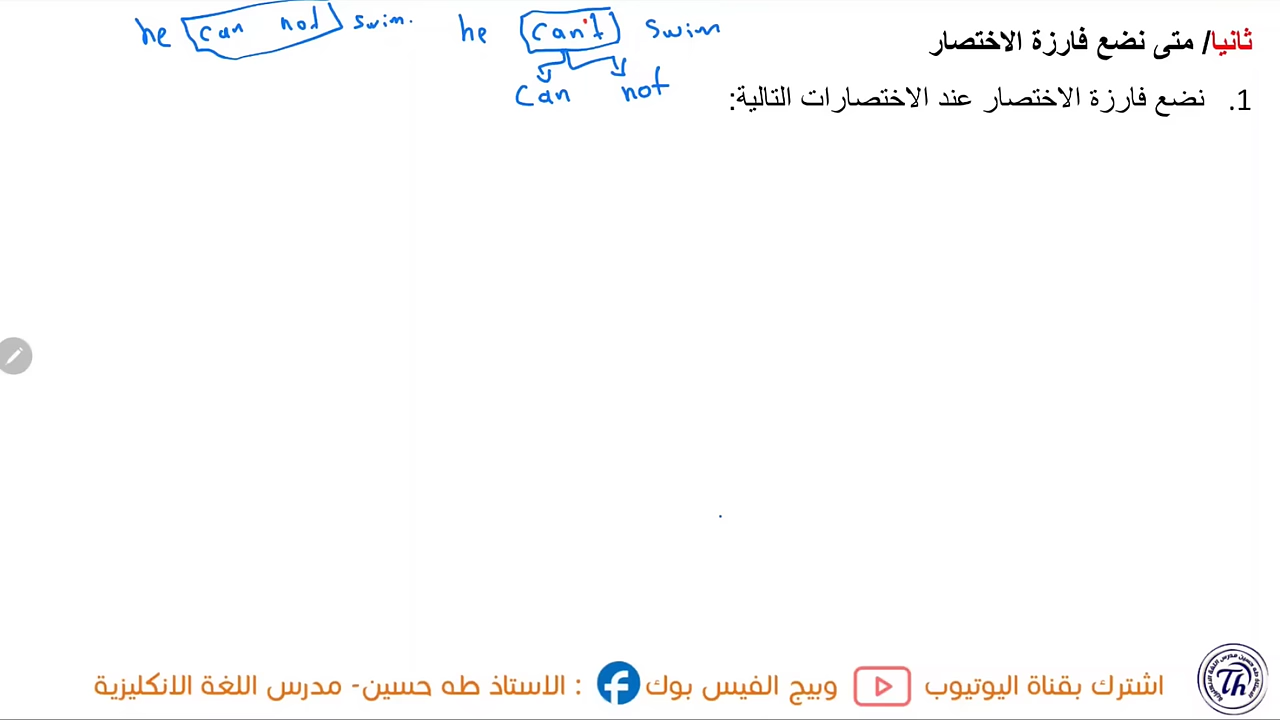 ثانيا/ متى نضع فارزة الاختصار
he can not swim.
he can't swim
can not
1. نضع فارزة الاختصار عند الاختصارات التالية:
اشترك بقناة اليوتيوب وبيج الفيس بوك : الاستاذ طه حسين- مدرس اللغة الانكليزية
Th